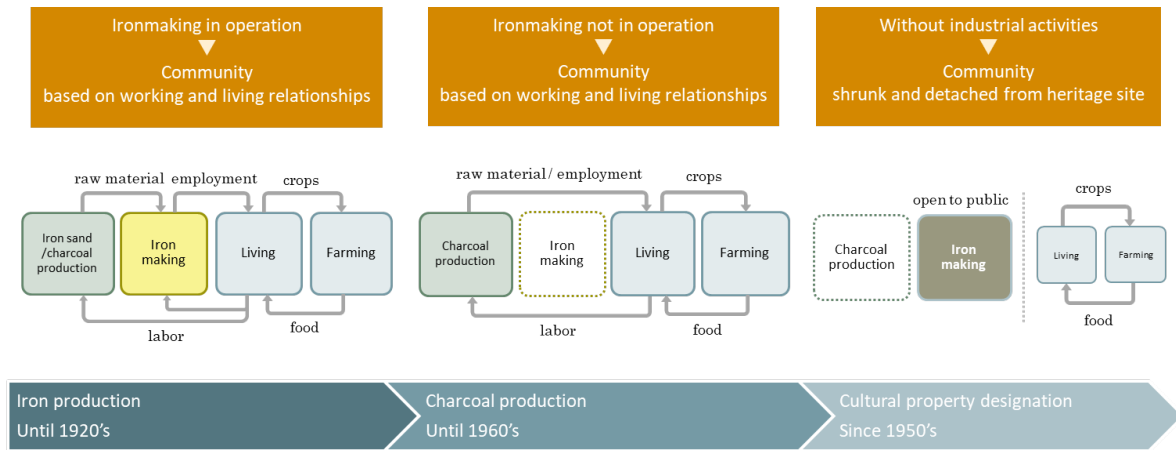 Ironmaking in operation
Community
based on working and living relationships
Ironmaking not in operation
Community
based on working and living relationships
Without industrial activities
Community
shrunk and detached from heritage site
raw material employment crops
Iron sand
/charcoal
production
Iron
making
Living
Farming
labor
food
raw material/ employment crops
Charcoal
production
Iron
making
Living
Farming
labor
food
open to public
Charcoal
production
Iron
making
crops
Living
Farming
food
Iron production
Until 1920's
Charcoal production
Until 1960's
Cultural property designation
Since 1950's